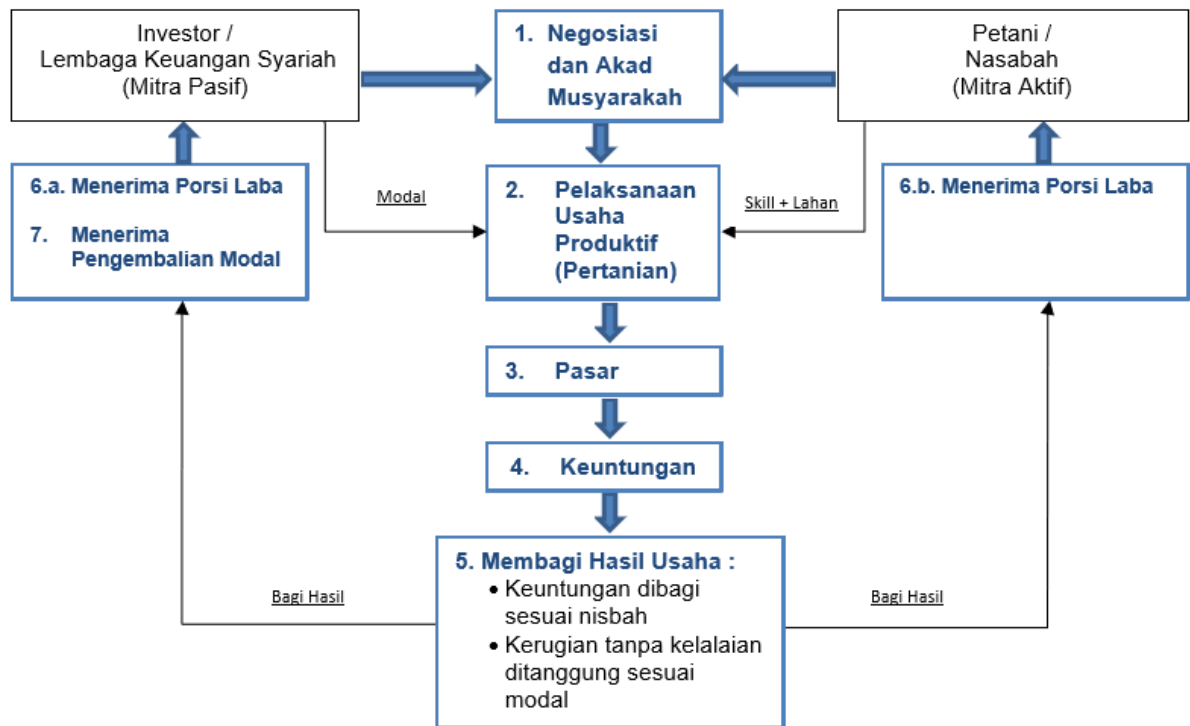 Investor /
Lembaga Keuangan Syariah
(Mitra Pasif)
1. Negosiasi
dan Akad
Musyarakah
Petani /
Nasabah
(Mitra Aktif)
6.a. Menerima Porsi Laba
7. Menerima
Pengembalian Modal
Modal
2. Pelaksanaan
Usaha
Produktif
(Pertanian)
Skill + Lahan
6.b. Menerima Porsi Laba
3. Pasar
4. Keuntungan
5. Membagi Hasil Usaha :
• Keuntungan dibagi
sesuai nisbah
• Kerugian tanpa kelalaian
ditanggung sesuai
modal
Bagi Hasil
Bagi Hasil